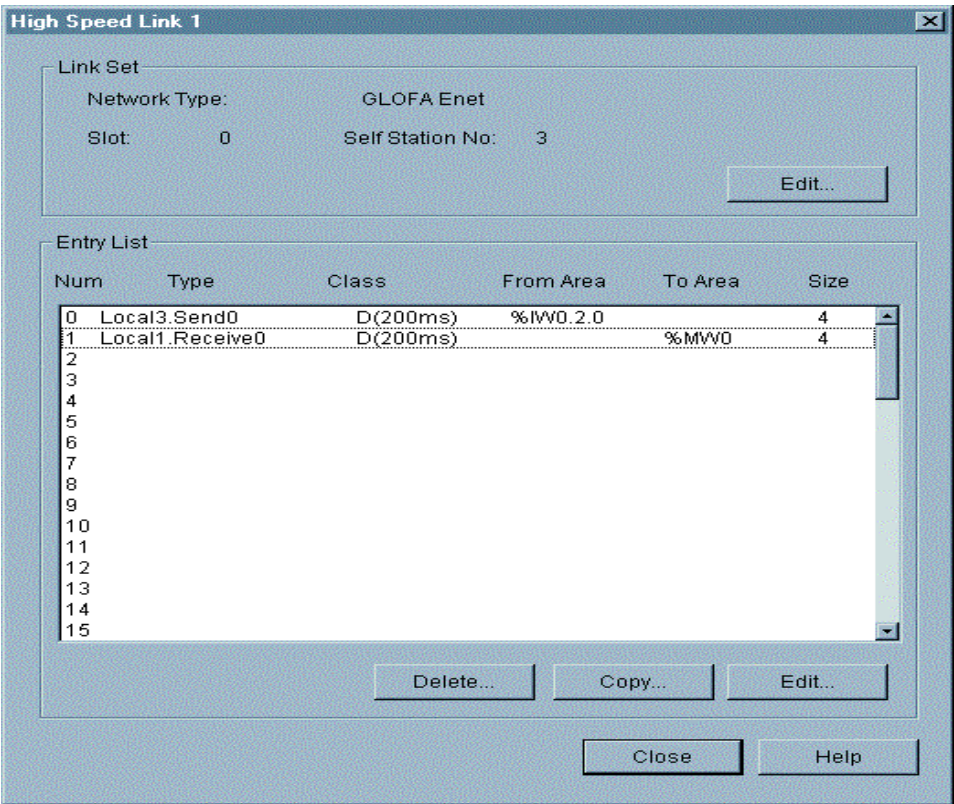 High Speed Link 1
Link Set
Network Type: GLOFA Enet
Slot: 0 Self Station No: 3
Edit...
Entry List
Num Type Class From Area To Area Size
0 Local3.Send0 D(200ms) %IW0.2.0 4
1 Local1.Receive0 D(200ms) %MW0 4
2
3
4
5
6
7
8
9
10
11
12
13
14
15
Delete... Copy... Edit...
Close Help